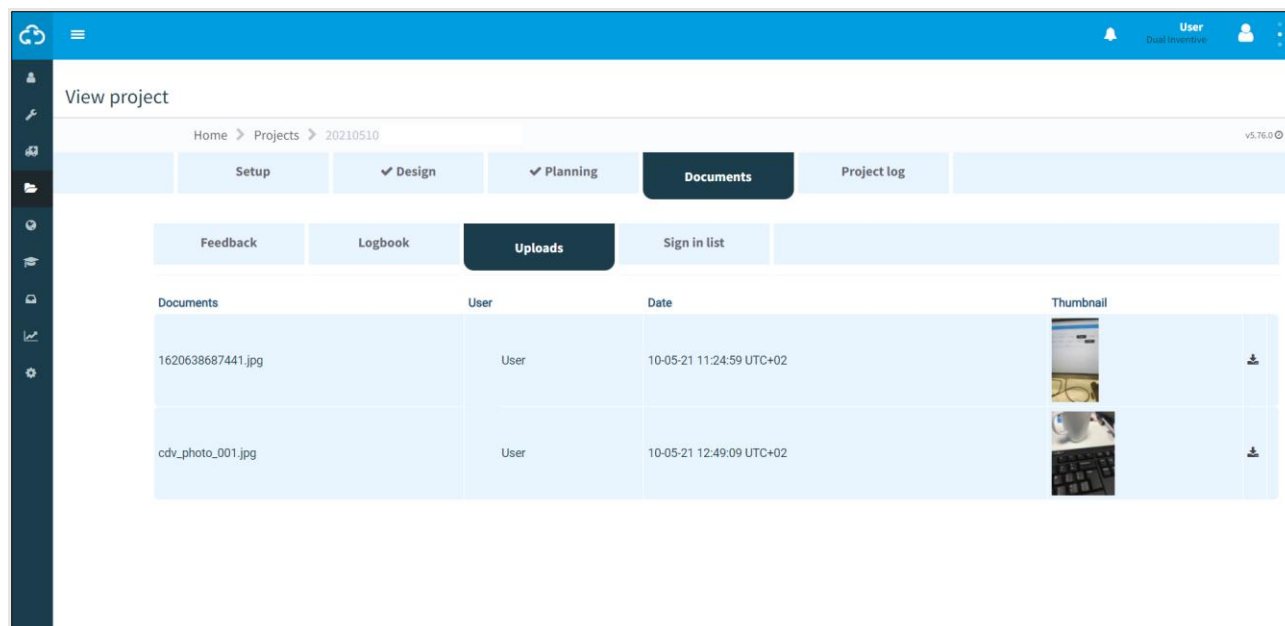 User
Dual Inventive
View project
Home Projects 20210510
v5.76.0
Setup Design Planning Documents Project log
Feedback Logbook Uploads Sign in list
Documents User Date Thumbnail
1620638687441.jpg User 10-05-21 11:24:59 UTC+02
cdv_photo_001.jpg User 10-05-21 12:49:09 UTC+02